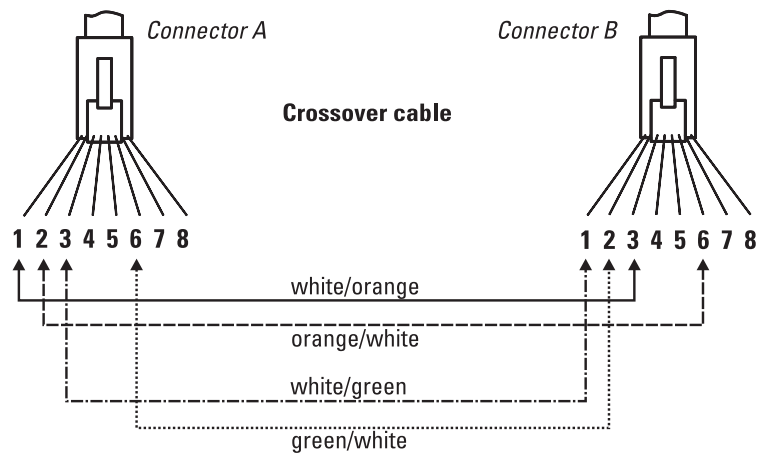 Connector A Connector B
Crossover cable
1 2 3 4 5 6 7 8 1 2 3 4 5 6 7 8
white/orange
orange/white
white/green
green/white